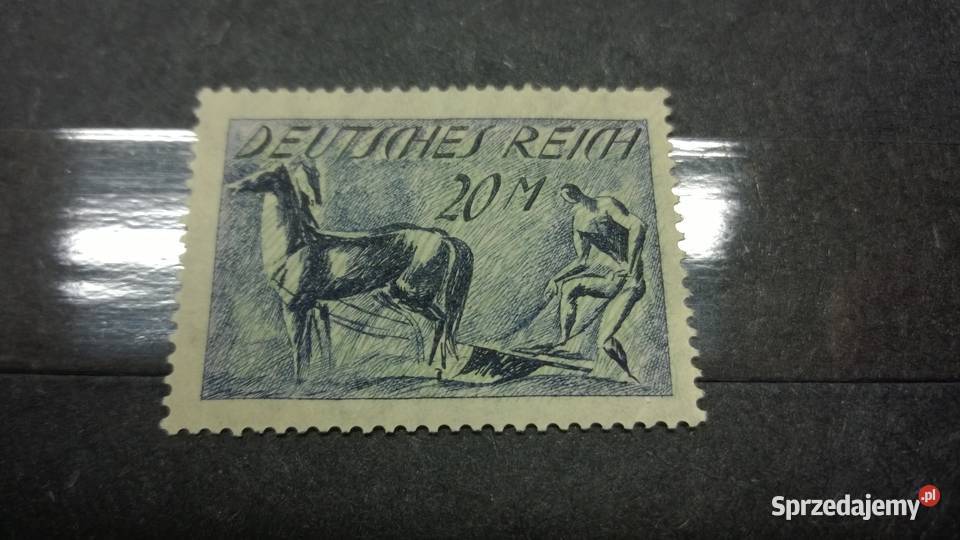 DEUTSCHES REICH
20 M
Sprzedajemy.pl